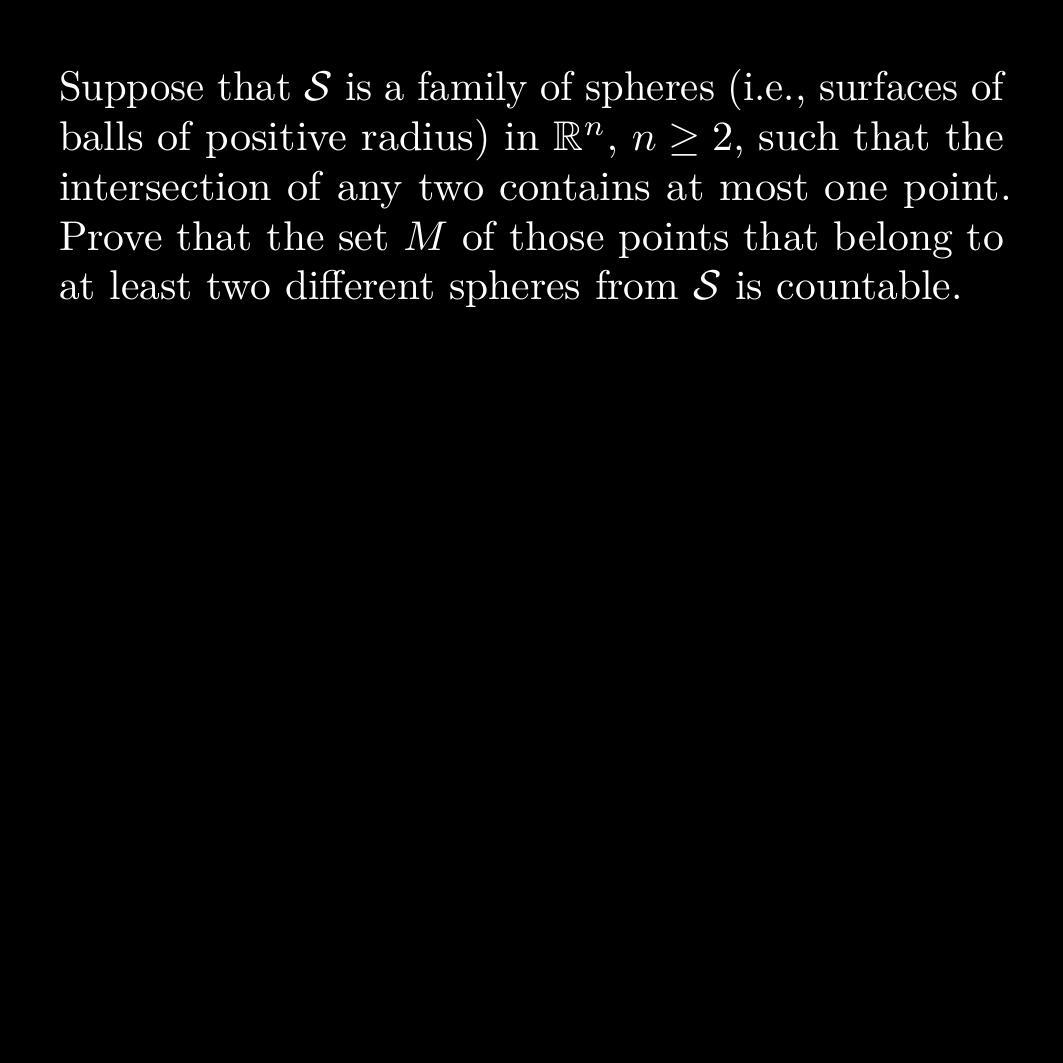 Suppose that 𝒮 is a family of spheres (i.e., surfaces of
balls of positive radius) in ℝⁿ, n ≥ 2, such that the
intersection of any two contains at most one point.
Prove that the set M of those points that belong to
at least two different spheres from 𝒮 is countable.